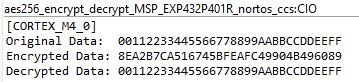 aes256_encrypt_decrypt_MSP_EXP432P401R_nortos_ccs:CIO
[CORTEX_M4_0]
Original Data:  00112233445566778899AABBCCDDEEFF
Encrypted Data: 8EA2B7CA516745BFEAFC49904B496089
Decrypted Data: 00112233445566778899AABBCCDDEEFF